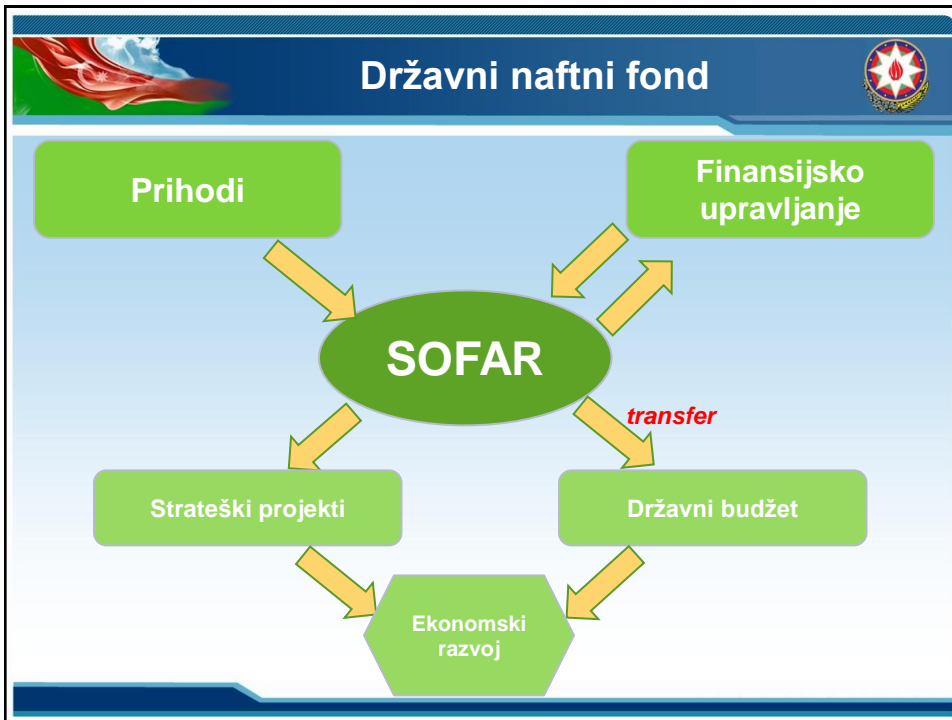 Državni naftni fond
Prihodi
Finansijsko
upravljanje
SOFAR
transfer
Strateški projekti
Državni budžet
Ekonomski
razvoj